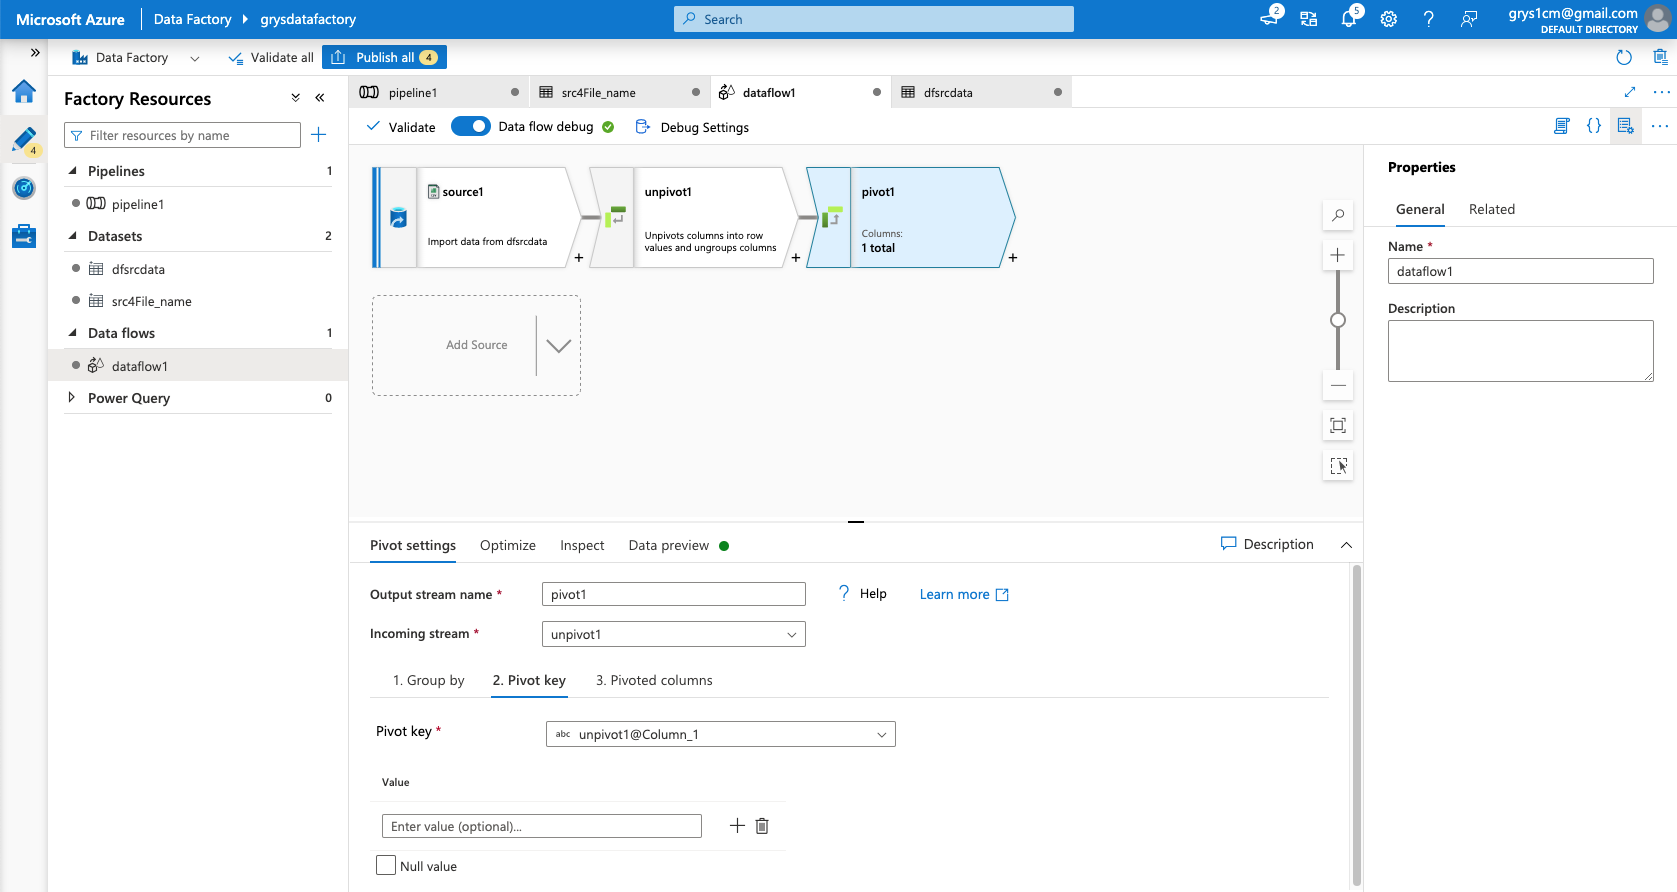 Microsoft Azure
Data Factory
grysdatafactory
Search
2
5
grys1cm@gmail.com
DEFAULT DIRECTORY
Data Factory
Validate all
Publish all 4
Factory Resources
Filter resources by name
4
Pipelines 1
pipeline1
Datasets 2
dfsrcdata
src4File_name
Data flows 1
dataflow1
Power Query 0
pipeline1
src4File_name
dataflow1
dfsrcdata
Validate
Data flow debug
Debug Settings
source1
Import data from dfsrcdata
+
unpivot1
Unpivots columns into row
values and ungroups columns
+
pivot1
Columns:
1 total
+
Add Source
Properties
General
Related
Name *
dataflow1
Description
Pivot settings
Optimize
Inspect
Data preview
Description
Output stream name *
pivot1
Help
Learn more
Incoming stream *
unpivot1
1. Group by
2. Pivot key
3. Pivoted columns
Pivot key *
abc unpivot1@Column_1
Value
Enter value (optional)...
Null value